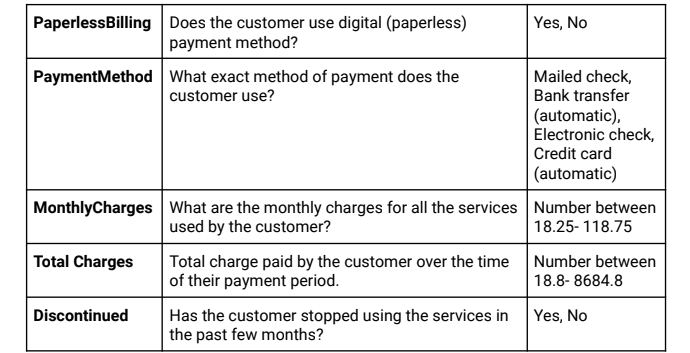 PaperlessBilling
Does the customer use digital (paperless)
payment method?
Yes, No
PaymentMethod
What exact method of payment does the
customer use?
Mailed check,
Bank transfer
(automatic),
Electronic check,
Credit card
(automatic)
MonthlyCharges
What are the monthly charges for all the services
used by the customer?
Number between
18.25- 118.75
Total Charges
Total charge paid by the customer over the time
of their payment period.
Number between
18.8- 8684.8
Discontinued
Has the customer stopped using the services in
the past few months?
Yes, No